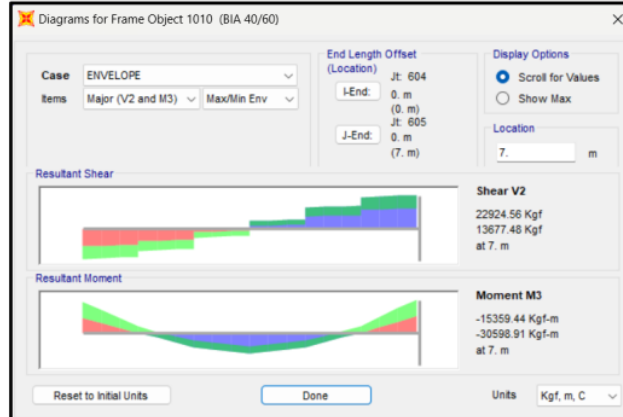 Diagrams for Frame Object 1010 (BIA 40/60)
Case ENVELOPE
Items Major (V2 and M3) Max/Min Env
End Length Offset
(Location)
I-End:
Jt: 604
0. m
(0. m)
J-End:
Jt: 605
0. m
(7. m)
Display Options
Scroll for Values
Show Max
Location
7. m
Resultant Shear
Shear V2
22924.56 Kgf
13677.48 Kgf
at 7. m
Resultant Moment
Moment M3
-15359.44 Kgf-m
-30598.91 Kgf-m
at 7. m
Reset to Initial Units
Done
Units Kgf, m, C